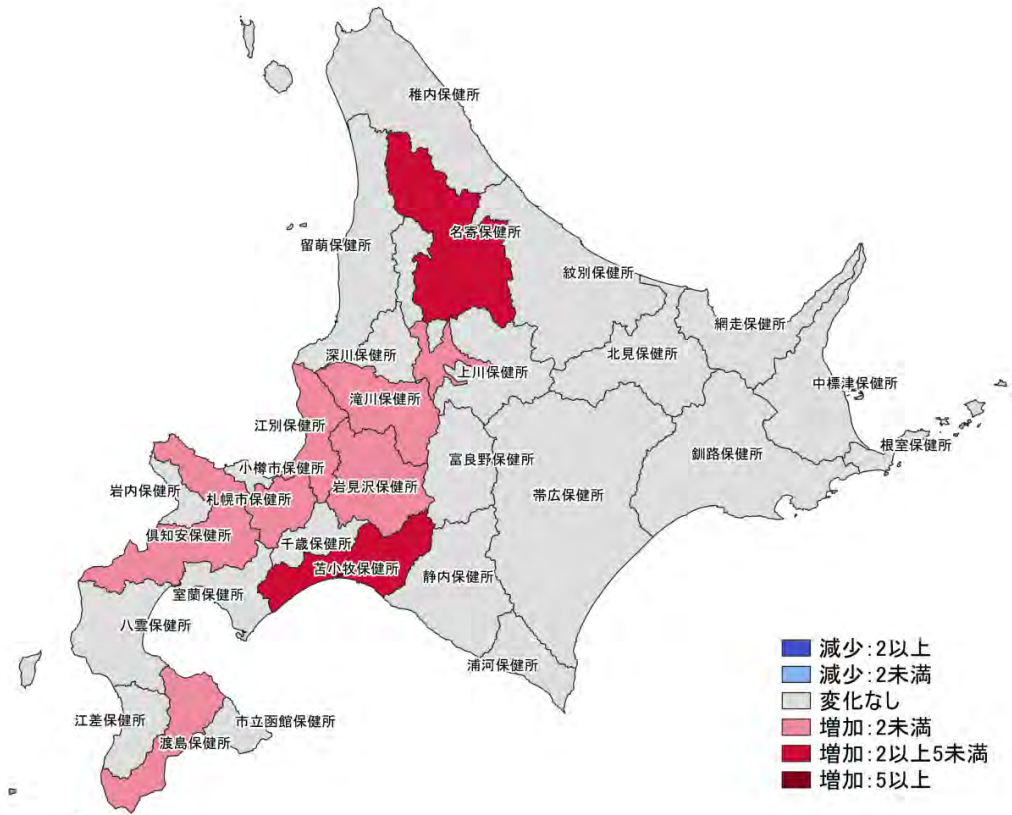 稚内保健所
名寄保健所
留萌保健所
紋別保健所
網走保健所
北見保健所
深川保健所
上川保健所
中標津保健所
滝川保健所
江別保健所
根室保健所
釧路保健所
富良野保健所
小樽市保健所
岩内保健所
岩見沢保健所
帯広保健所
札幌市保健所
倶知安保健所
千歳保健所
苫小牧保健所
静内保健所
室蘭保健所
八雲保健所
浦河保健所
江差保健所
市立函館保健所
渡島保健所
減少:2以上
減少:2未満
変化なし
増加:2未満
増加:2以上5未満
増加:5以上